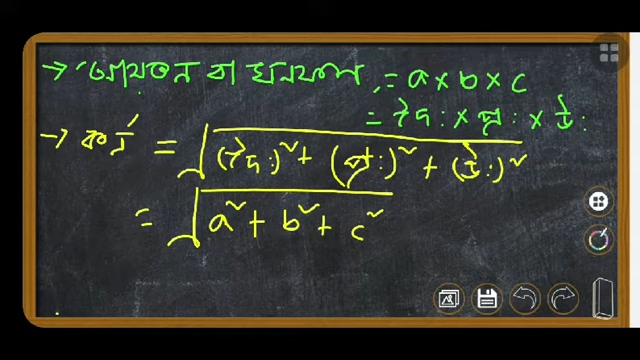 → আয়তন বা ঘনফল = a × b × c
= দৈ: × প্র: × উ:
→ কর্ণ = √(দৈ:)² + (প্র:)² + (উ:)²
= √a² + b² + c²